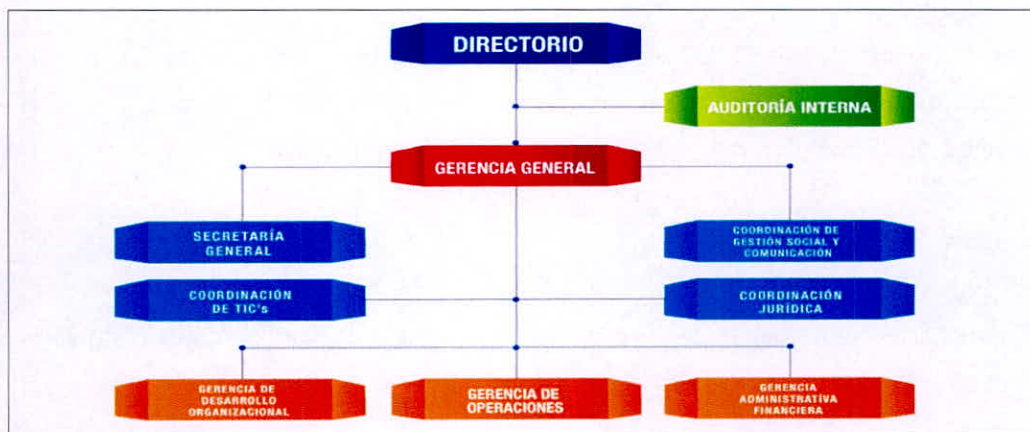 DIRECTORIO
AUDITORÍA INTERNA
GERENCIA GENERAL
SECRETARÍA
GENERAL
COORDINACIÓN DE
GESTIÓN SOCIAL Y
COMUNICACIÓN
COORDINACIÓN
DE TIC's
COORDINACIÓN
JURÍDICA
GERENCIA DE
DESARROLLO
ORGANIZACIONAL
GERENCIA DE
OPERACIONES
GERENCIA
ADMINISTRATIVA
FINANCIERA